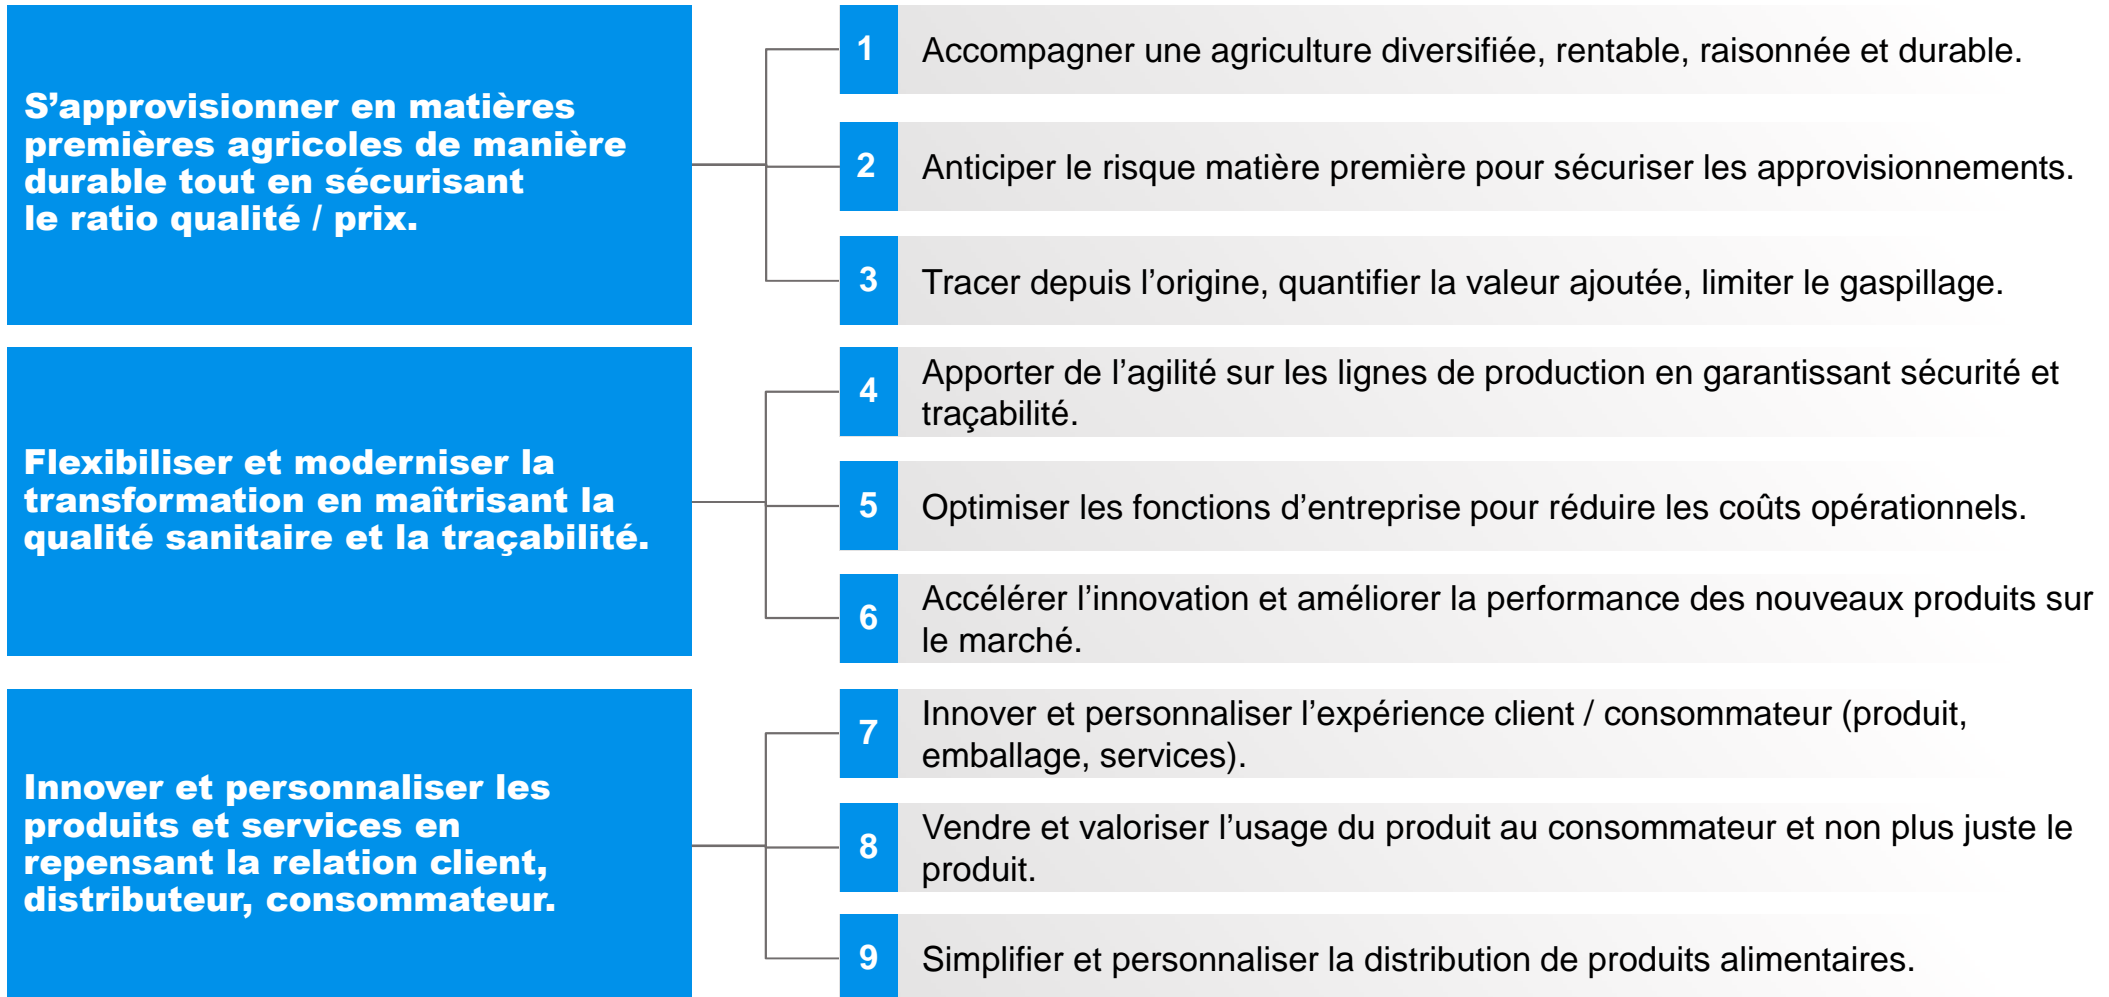 S’approvisionner en matières
premières agricoles de manière
durable tout en sécurisant
le ratio qualité / prix.
1
Accompagner une agriculture diversifiée, rentable, raisonnée et durable.
2
Anticiper le risque matière première pour sécuriser les approvisionnements.
3
Tracer depuis l’origine, quantifier la valeur ajoutée, limiter le gaspillage.
Flexibiliser et moderniser la
transformation en maîtrisant la
qualité sanitaire et la traçabilité.
4
Apporter de l’agilité sur les lignes de production en garantissant sécurité et
traçabilité.
5
Optimiser les fonctions d’entreprise pour réduire les coûts opérationnels.
6
Accélérer l’innovation et améliorer la performance des nouveaux produits sur
le marché.
Innover et personnaliser les
produits et services en
repensant la relation client,
distributeur, consommateur.
7
Innover et personnaliser l’expérience client / consommateur (produit,
emballage, services).
8
Vendre et valoriser l’usage du produit au consommateur et non plus juste le
produit.
9
Simplifier et personnaliser la distribution de produits alimentaires.